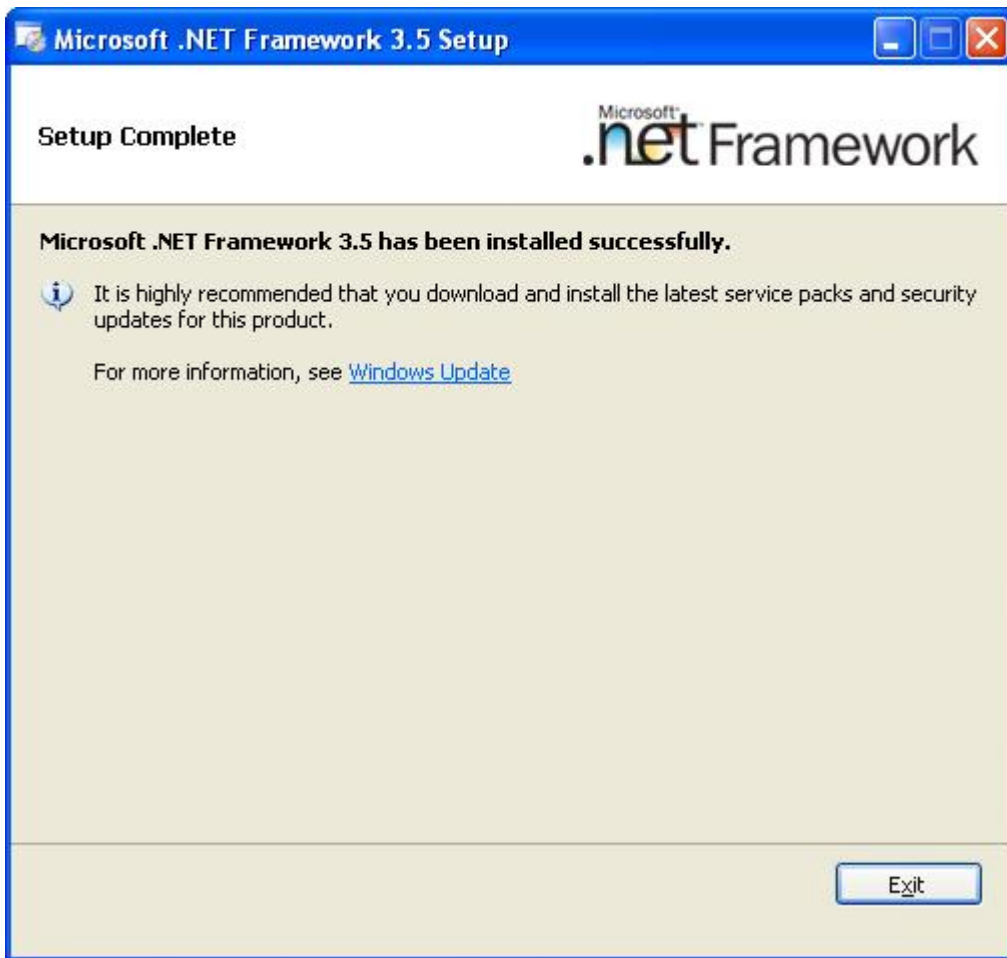 Microsoft .NET Framework 3.5 Setup
Setup Complete
Microsoft
.net Framework
Microsoft .NET Framework 3.5 has been installed successfully.
It is highly recommended that you download and install the latest service packs and security
updates for this product.
For more information, see Windows Update
Exit